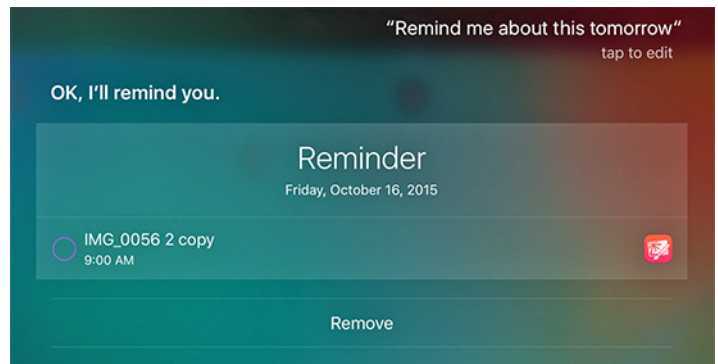 “Remind me about this tomorrow“
tap to edit
OK, I’ll remind you.
Reminder
Friday, October 16, 2015
IMG_0056 2 copy
9:00 AM
Remove